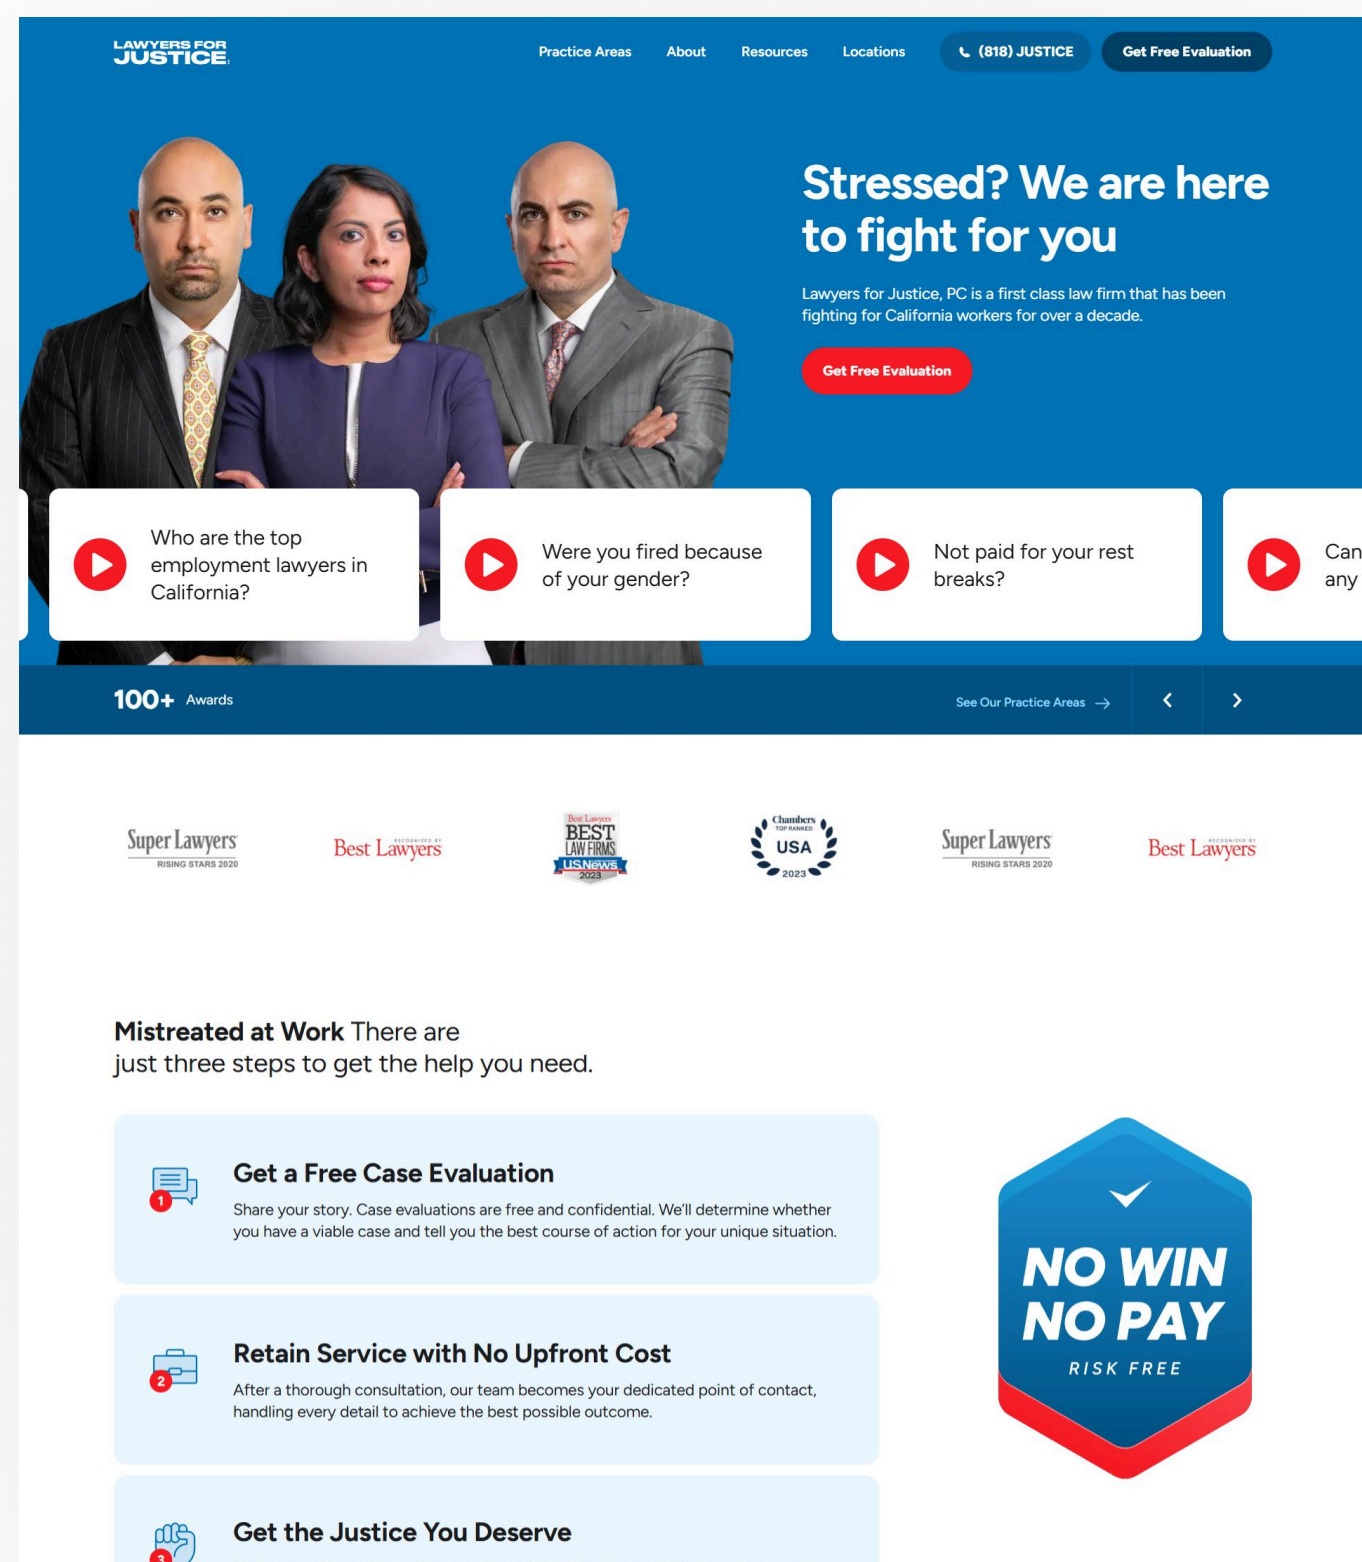 LAWYERS FOR
JUSTICE
Practice Areas
About
Resources
Locations
(818) JUSTICE
Get Free Evaluation
Stressed? We are here
to fight for you
Lawyers for Justice, PC is a first class law firm that has been
fighting for California workers for over a decade.
Get Free Evaluation
Who are the top
employment lawyers in
California?
Were you fired because
of your gender?
Not paid for your rest
breaks?
Can
any
100+ Awards
See Our Practice Areas →
Super Lawyers
RISING STARS 2020
RECOGNIZED BY
Best Lawyers
Best Lawyers
BEST
LAW FIRMS
U.S.News
2023
Chambers
TOP RANKED
USA
2023
Super Lawyers
RISING STARS 2020
RECOGNIZED BY
Best Lawyers
Mistreated at Work There are
just three steps to get the help you need.
1
Get a Free Case Evaluation
Share your story. Case evaluations are free and confidential. We’ll determine whether
you have a viable case and tell you the best course of action for your unique situation.
2
Retain Service with No Upfront Cost
After a thorough consultation, our team becomes your dedicated point of contact,
handling every detail to achieve the best possible outcome.
3
Get the Justice You Deserve
NO WIN
NO PAY
RISK FREE